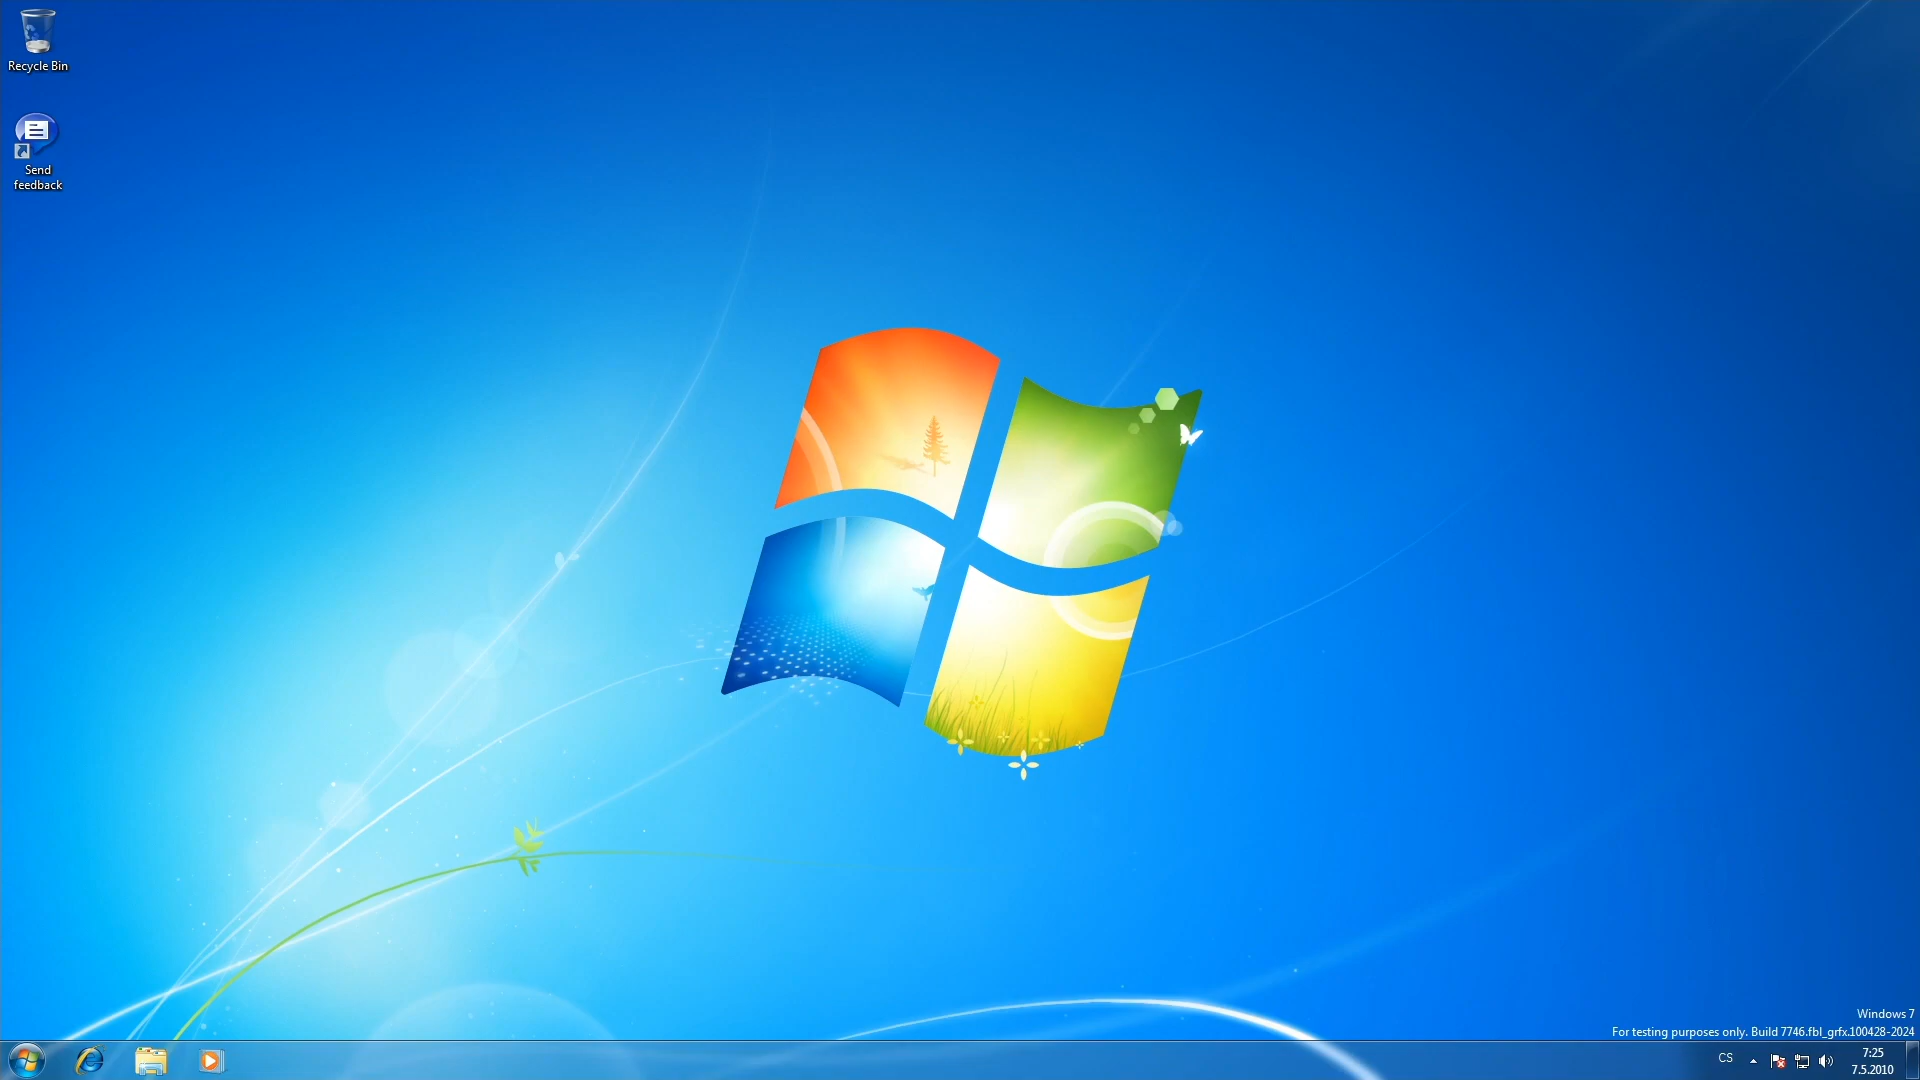 Recycle Bin
Send
feedback
Windows 7
For testing purposes only. Build 7746.fbl_grfx.100428-2024
CS
7:25
7.5.2010